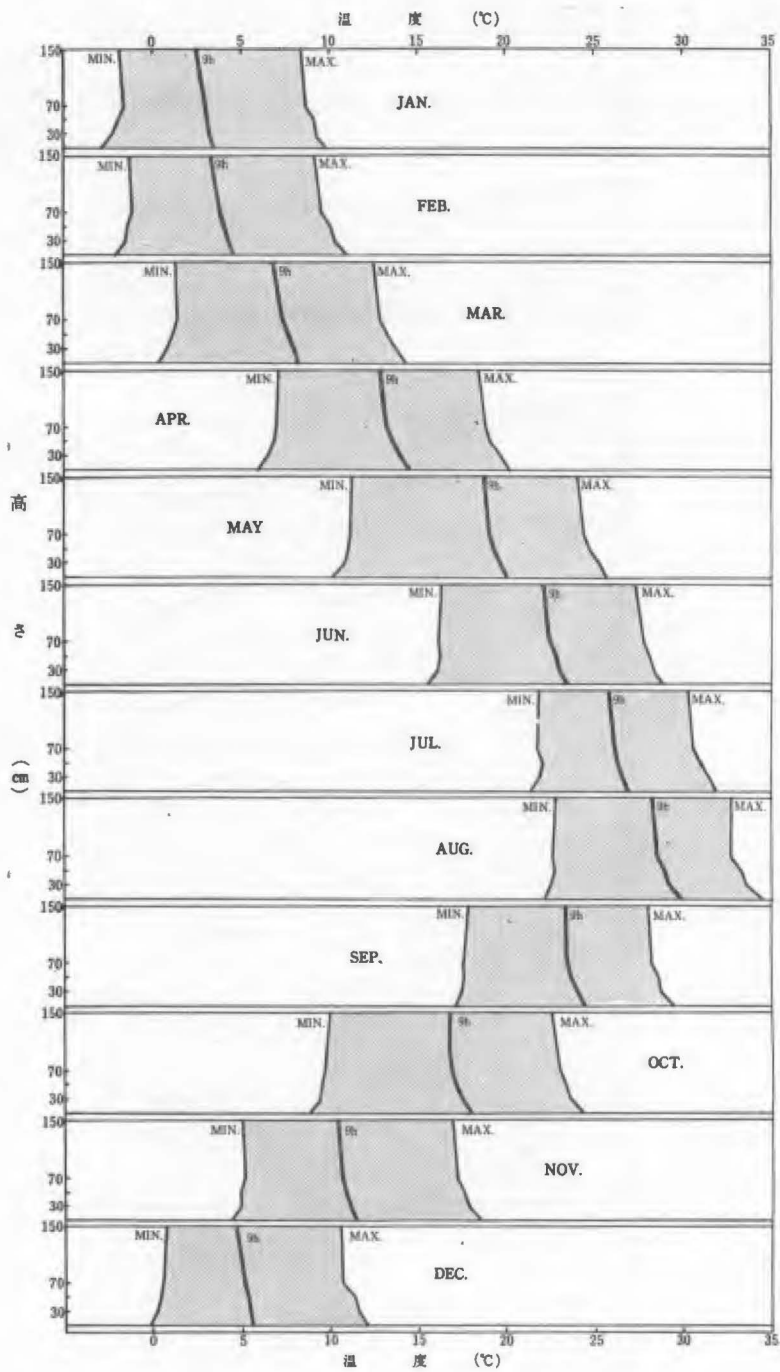 温 度 (℃)
0 5 10 15 20 25 30 35
150 MIN. 9h MAX.
JAN.
70
30
150 MIN. 9h MAX.
FEB.
70
30
150 MIN. 9h MAX.
MAR.
70
30
150 MIN. 9h MAX.
APR.
70
30
高
150 MIN. 9h MAX.
MAY
70
30
さ
150 MIN. 9h MAX.
JUN.
70
30
(cm)
150 MIN. 9h MAX.
JUL.
70
30
150 MIN. 9h MAX.
AUG.
70
30
150 MIN. 9h MAX.
SEP.
70
30
150 MIN. 9h MAX.
OCT.
70
30
150 MIN. 9h MAX.
NOV.
70
30
150 MIN. 9h MAX.
DEC.
70
30
0 5 10 15 20 25 30 35
温 度 (℃)